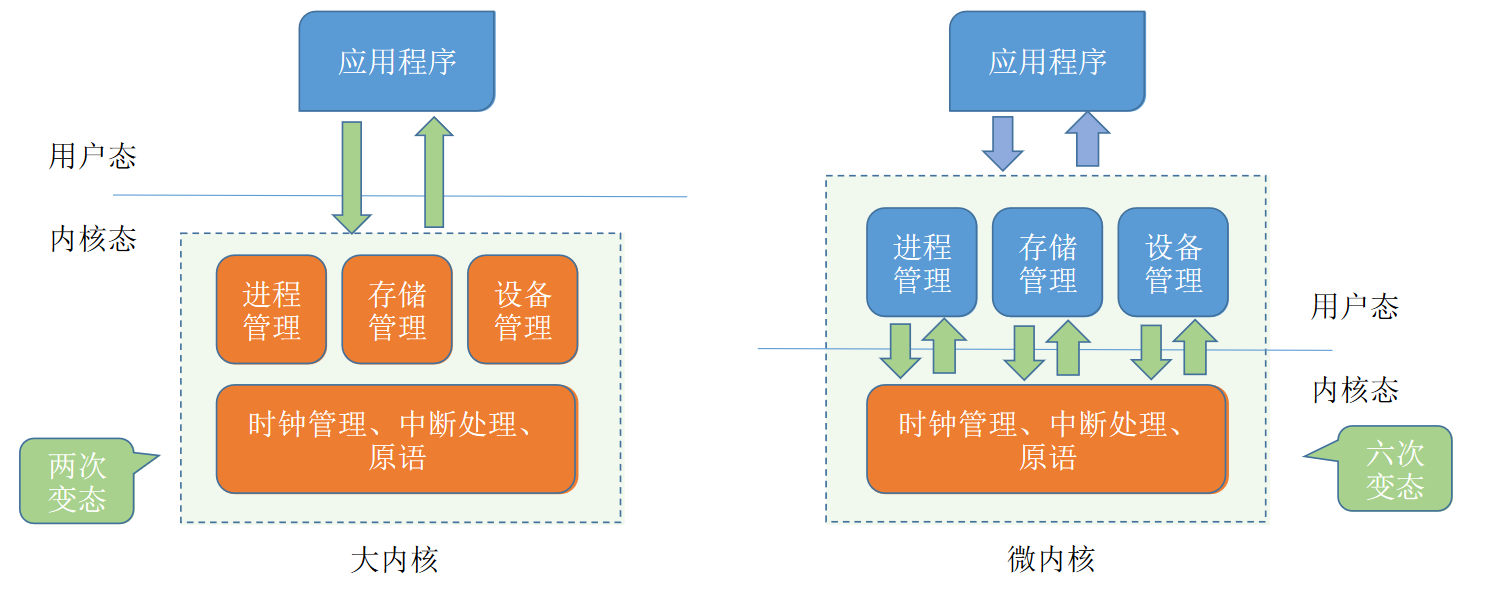 应用程序
用户态
内核态
进程
管理
存储
管理
设备
管理
时钟管理、中断处理、
原语
两次
变态
大内核
应用程序
进程
管理
存储
管理
设备
管理
用户态
内核态
时钟管理、中断处理、
原语
六次
变态
微内核